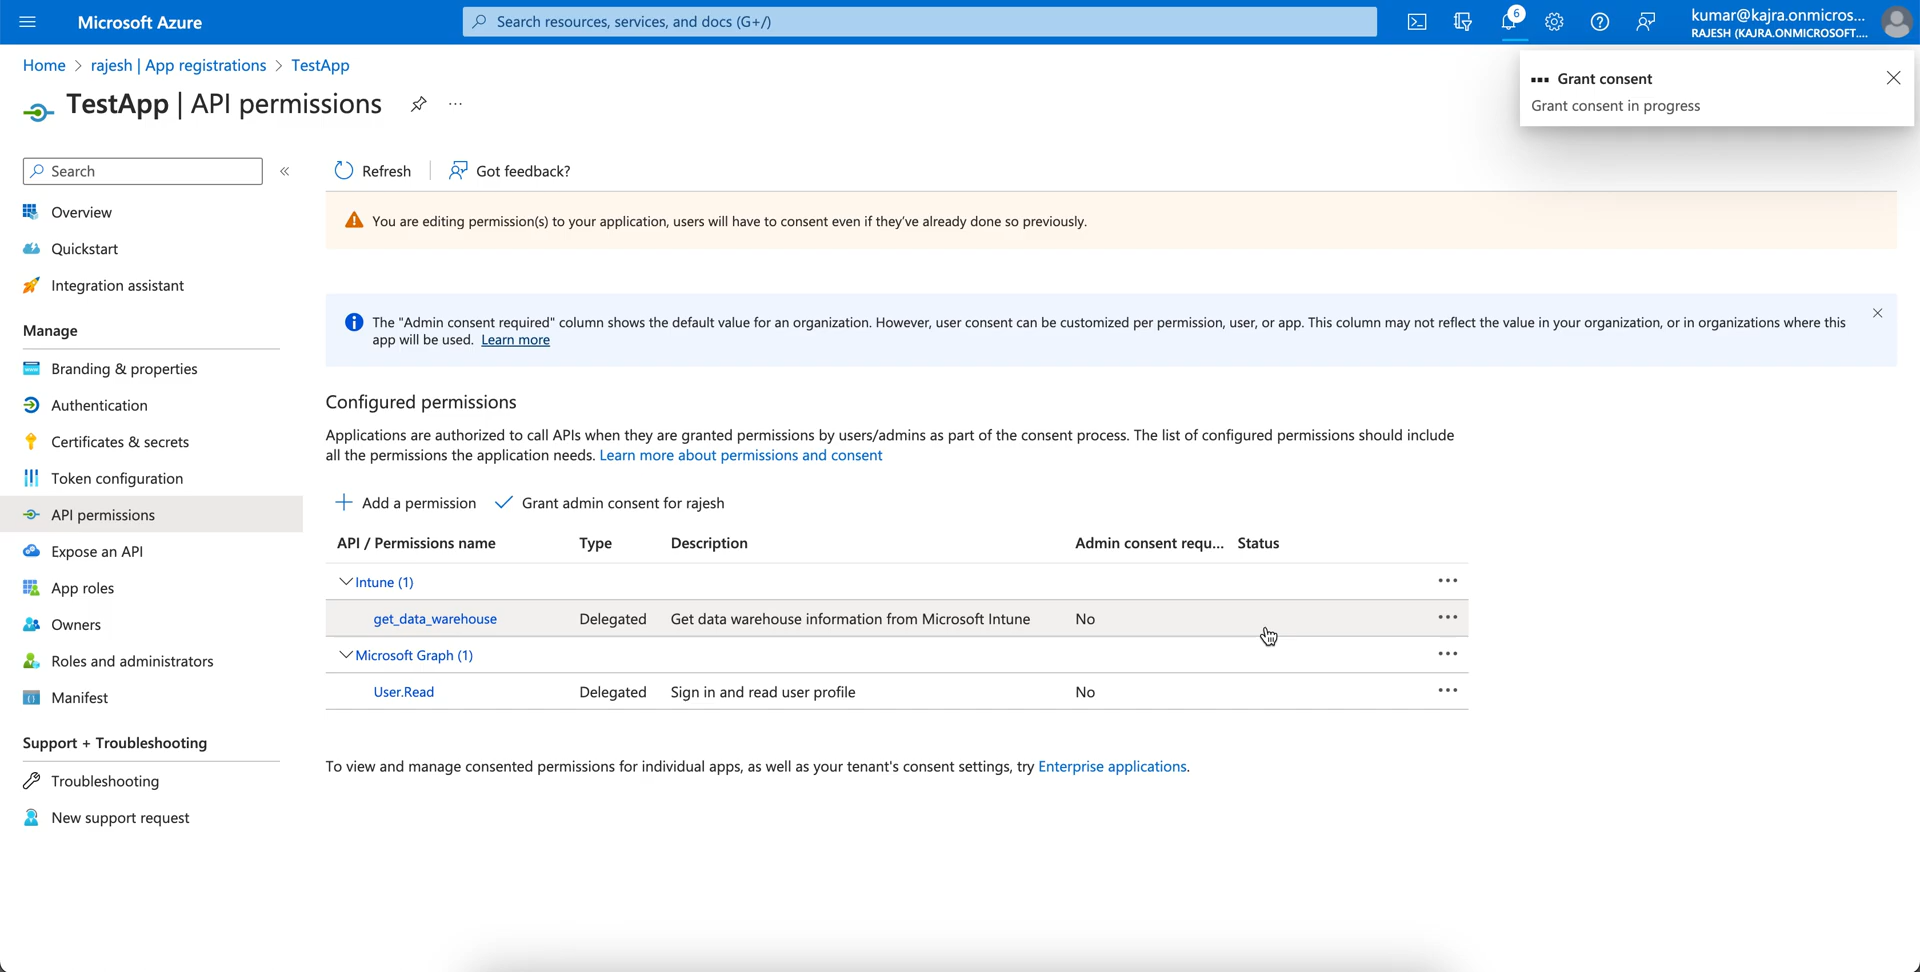 Microsoft Azure
Search resources, services, and docs (G+/)
6
kumar@kajra.onmicros...
RAJESH (KAJRA.ONMICROSOFT....
Home > rajesh | App registrations > TestApp
TestApp | API permissions
Grant consent
Grant consent in progress
Search
Refresh
Got feedback?
Overview
Quickstart
Integration assistant
Manage
Branding & properties
Authentication
Certificates & secrets
Token configuration
API permissions
Expose an API
App roles
Owners
Roles and administrators
Manifest
Support + Troubleshooting
Troubleshooting
New support request
You are editing permission(s) to your application, users will have to consent even if they've already done so previously.
The "Admin consent required" column shows the default value for an organization. However, user consent can be customized per permission, user, or app. This column may not reflect the value in your organization, or in organizations where this
app will be used. Learn more
Configured permissions
Applications are authorized to call APIs when they are granted permissions by users/admins as part of the consent process. The list of configured permissions should include
all the permissions the application needs. Learn more about permissions and consent
Add a permission
Grant admin consent for rajesh
API / Permissions name Type Description Admin consent requ... Status
Intune (1)
get_data_warehouse Delegated Get data warehouse information from Microsoft Intune No
Microsoft Graph (1)
User.Read Delegated Sign in and read user profile No
To view and manage consented permissions for individual apps, as well as your tenant's consent settings, try Enterprise applications.